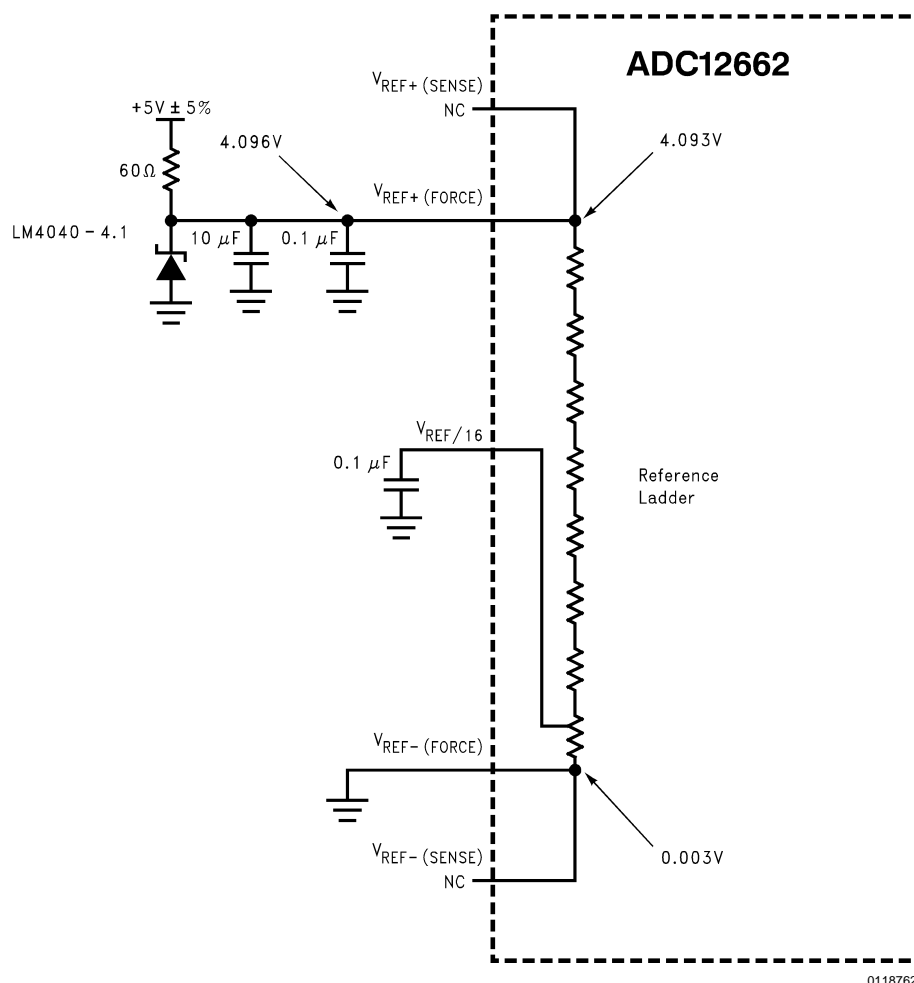 ADC12662
VREF+ (SENSE)
NC
+5V ± 5%
4.096V
4.093V
60Ω
VREF+ (FORCE)
LM4040 - 4.1
10 μF
0.1 μF
VREF/16
0.1 μF
Reference
Ladder
VREF- (FORCE)
0.003V
VREF- (SENSE)
NC
0118762